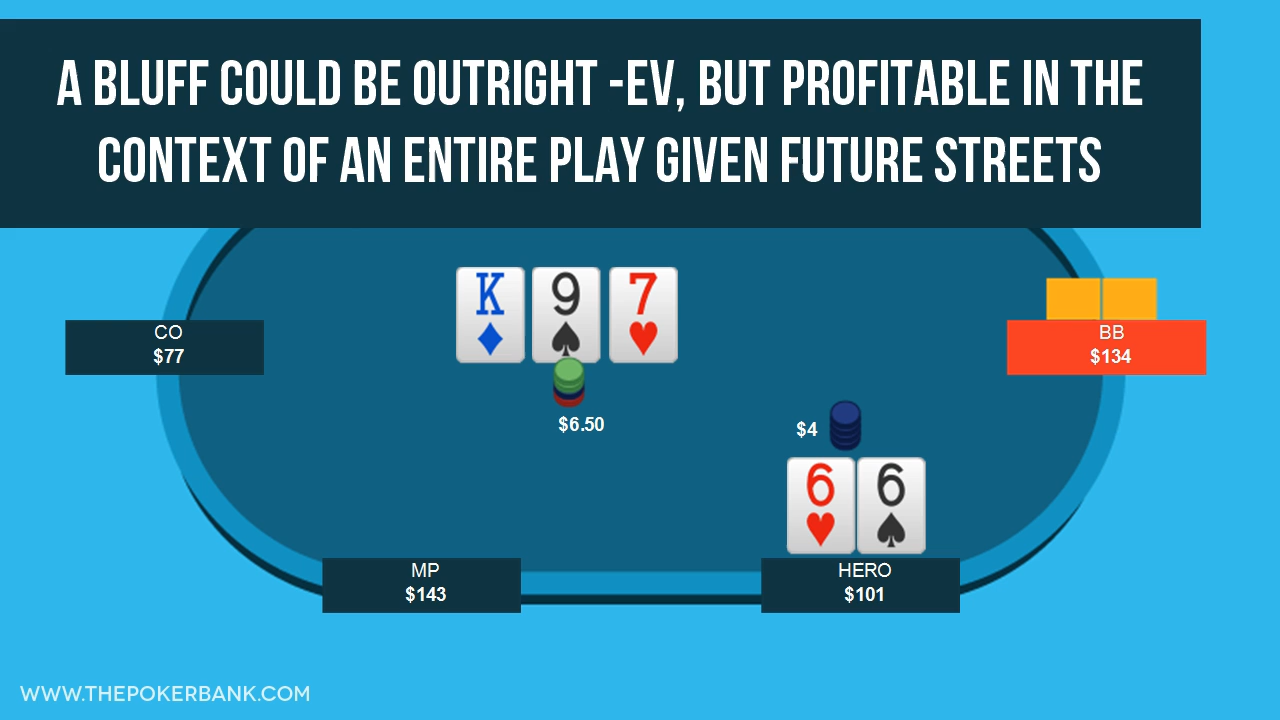 A BLUFF COULD BE OUTRIGHT -EV, BUT PROFITABLE IN THE
CONTEXT OF AN ENTIRE PLAY GIVEN FUTURE STREETS
K 9 7
CO
$77
BB
$134
$6.50
$4
6 6
MP
$143
HERO
$101
WWW.THEPOKERBANK.COM